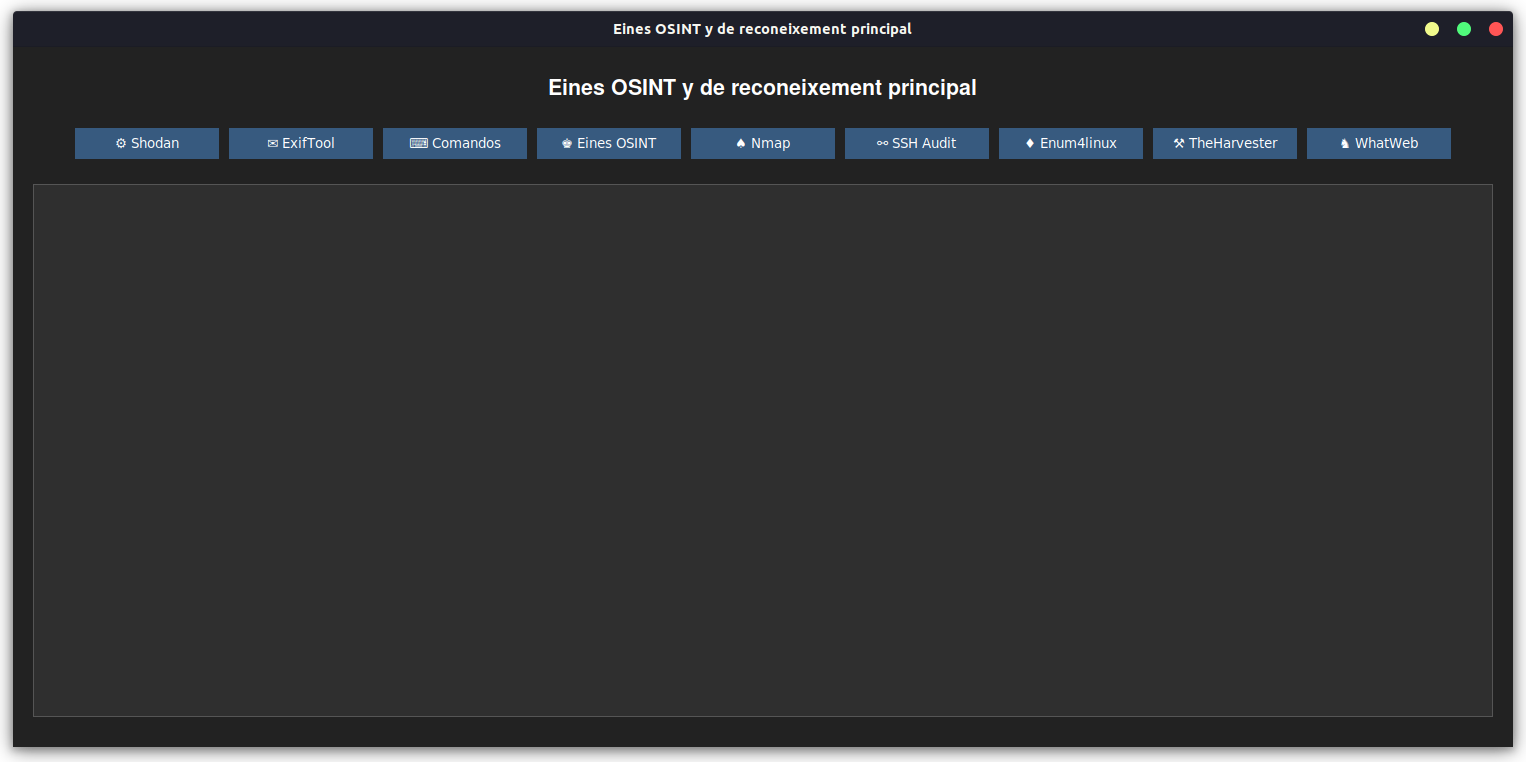 Eines OSINT y de reconeixement principal
Eines OSINT y de reconeixement principal
⚙ Shodan ✉ ExifTool ⌨ Comandos ♚ Eines OSINT ♠ Nmap ⚯ SSH Audit ♦ Enum4linux ⚒ TheHarvester ♞ WhatWeb